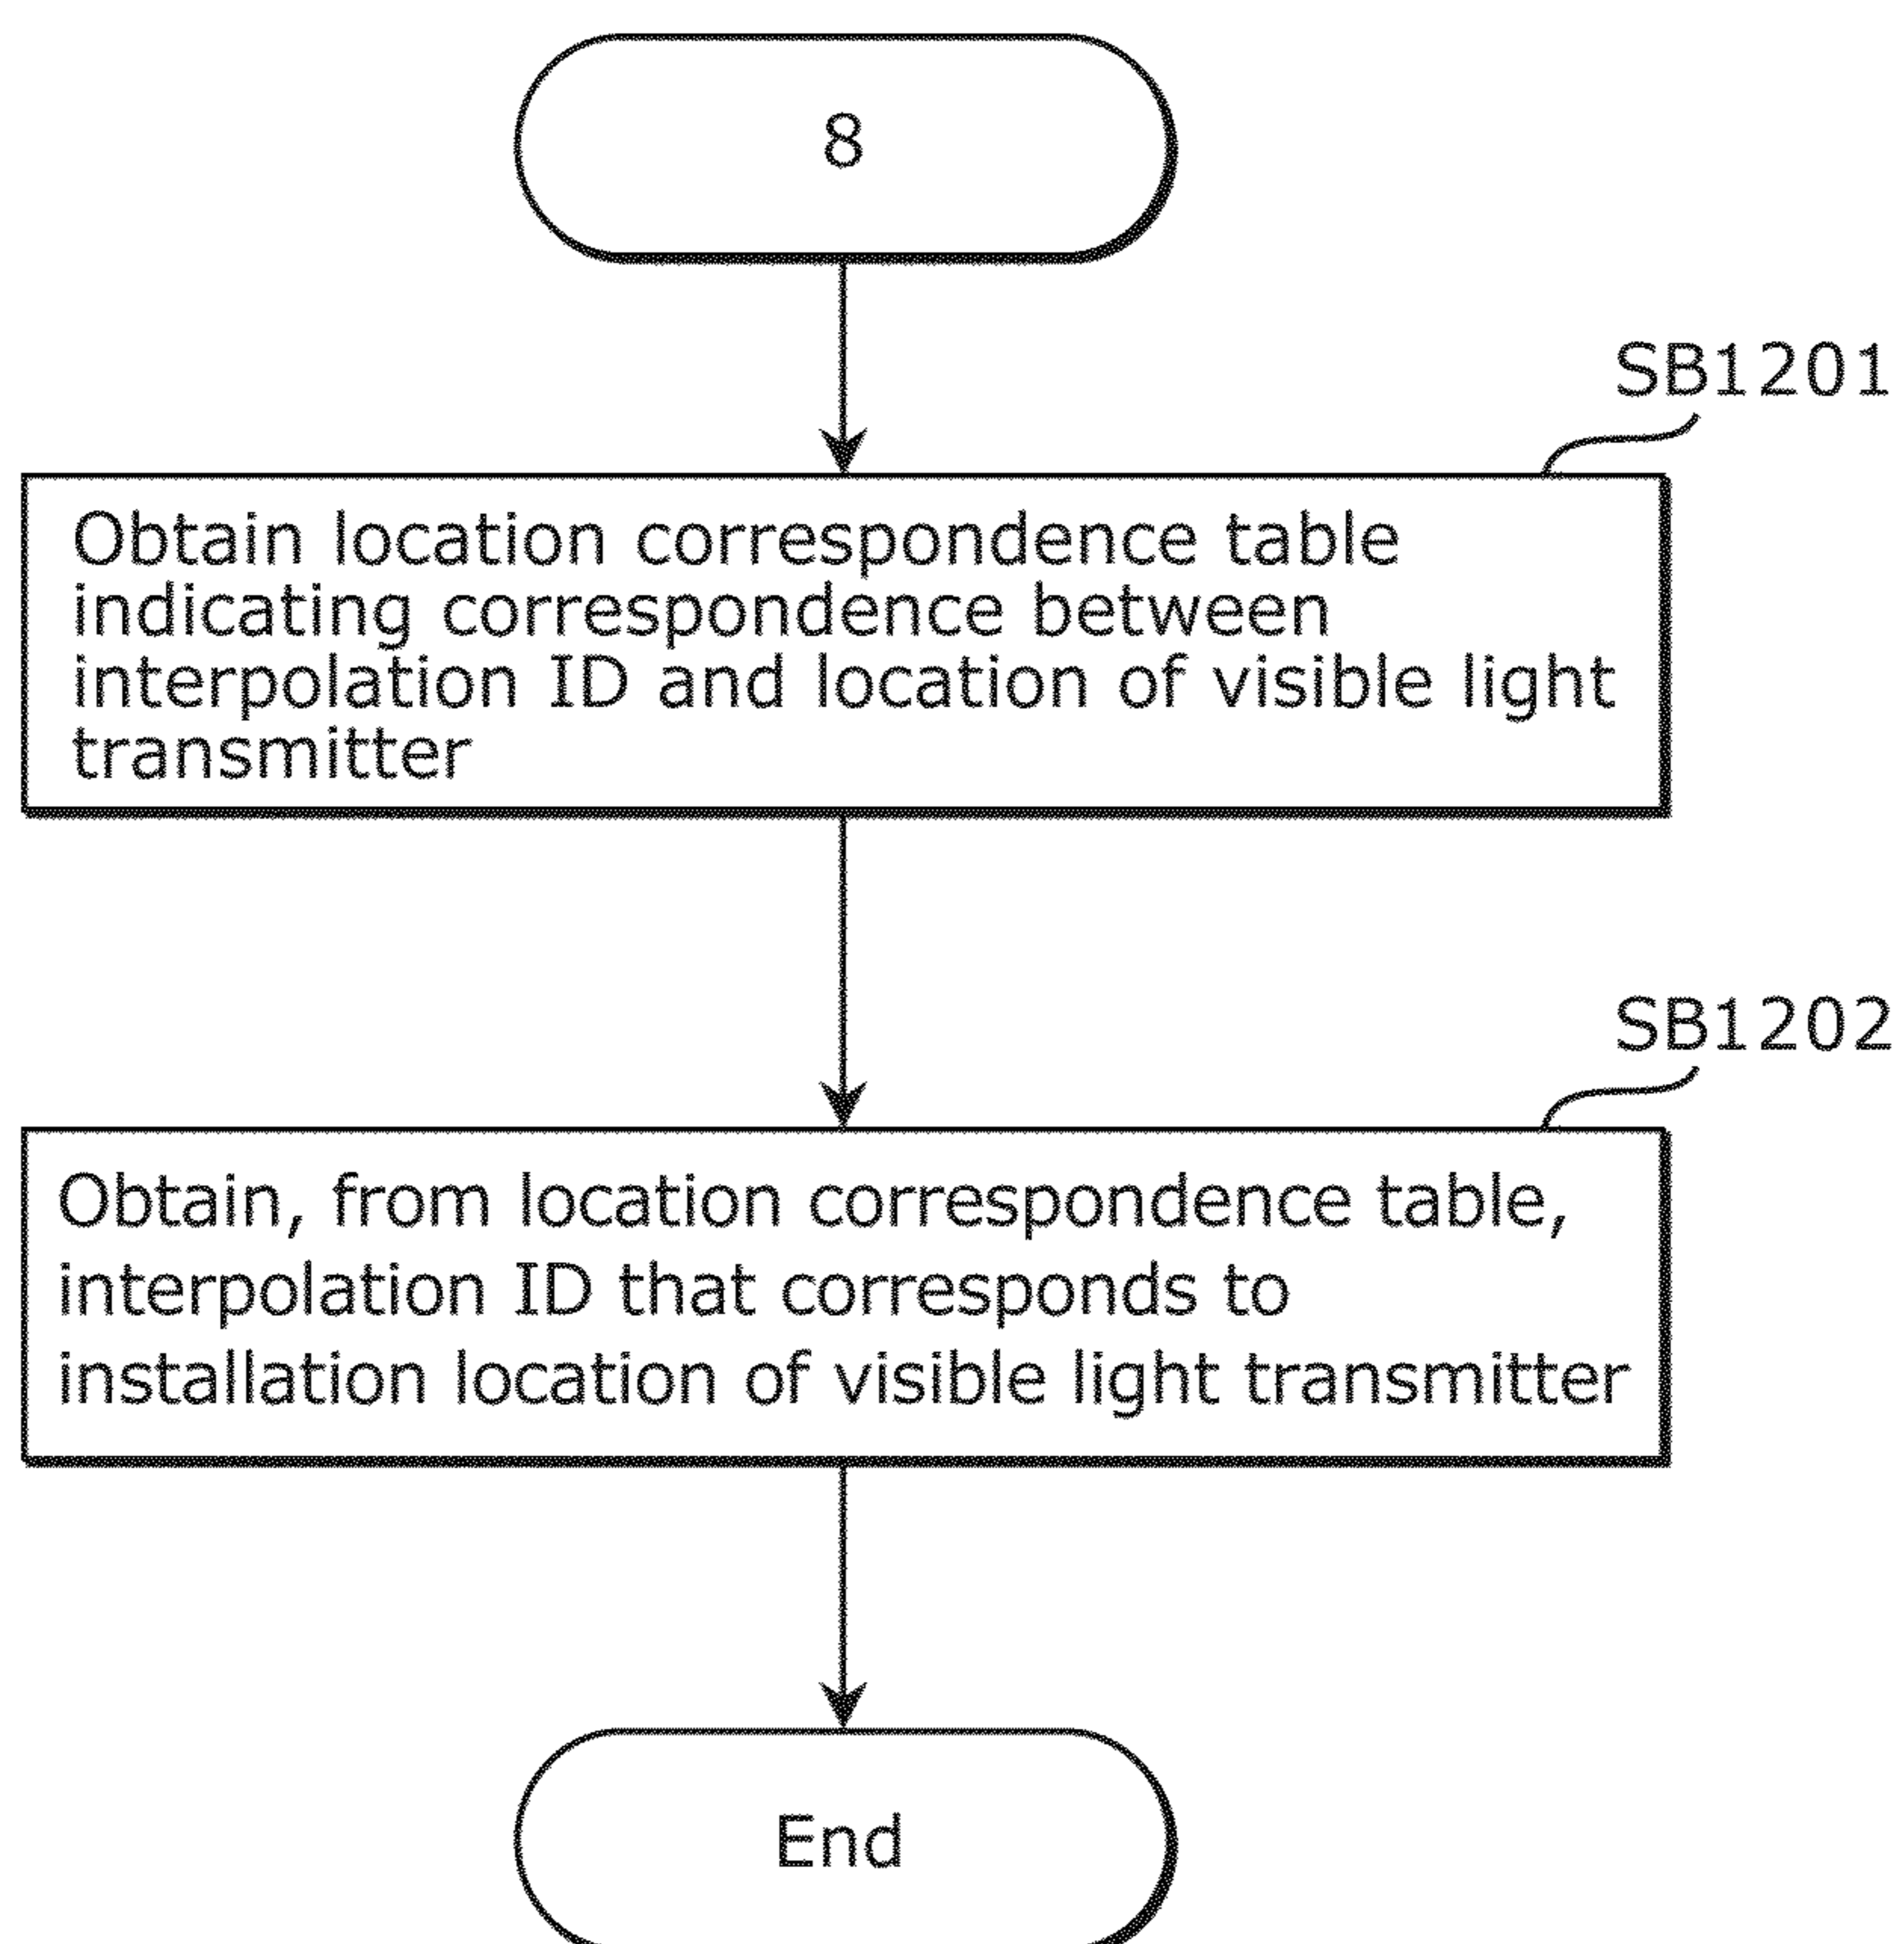 8
SB1201
Obtain location correspondence table
indicating correspondence between
interpolation ID and location of visible light
transmitter
SB1202
Obtain, from location correspondence table,
interpolation ID that corresponds to
installation location of visible light transmitter
End